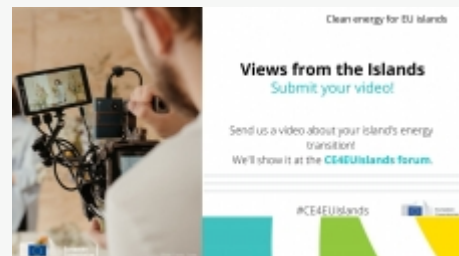 Clean energy for EU islands
Views from the Islands
Submit your video!
Send us a video about your island's energy
transition!
We'll show it at the CE4EUislands forum.
#CE4EUIslands